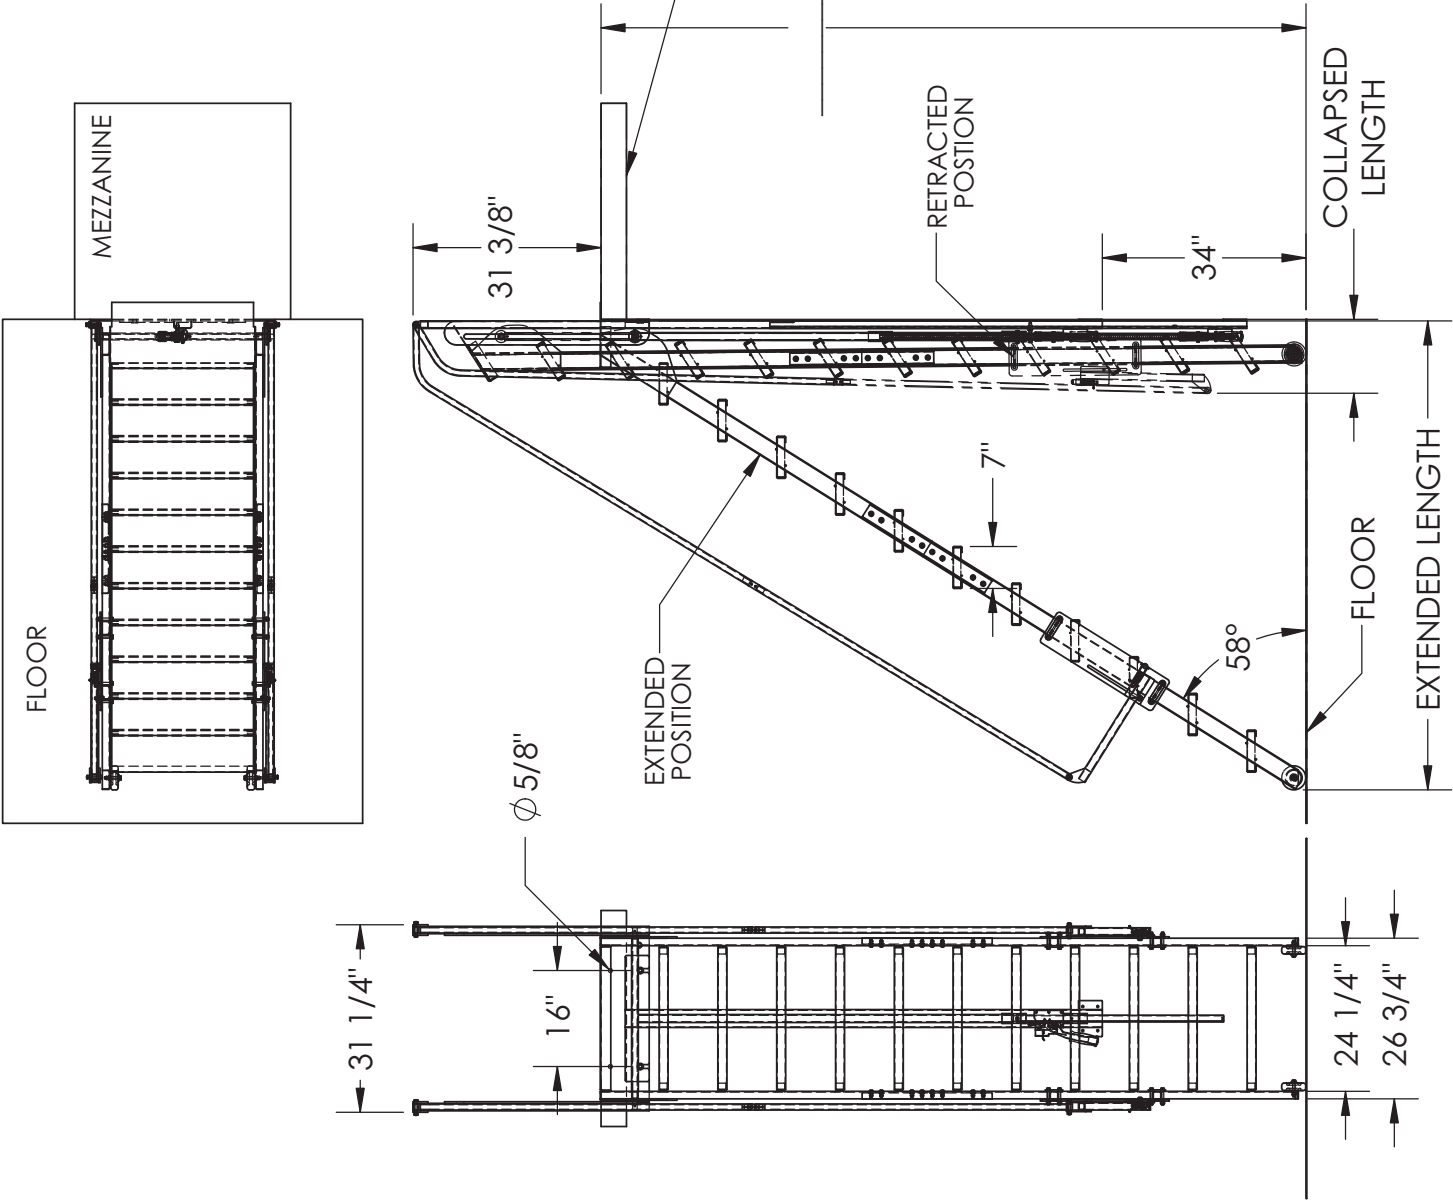 MEZZANINE
FLOOR
31 3/8"
RETRACTED
POSTION
34"
COLLAPSED
LENGTH
7"
EXTENDED
POSITION
58°
FLOOR
EXTENDED LENGTH
Ø 5/8"
31 1/4"
16"
24 1/4"
26 3/4"